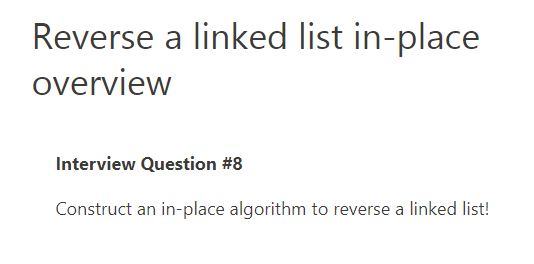 Reverse a linked list in-place
overview
Interview Question #8
Construct an in-place algorithm to reverse a linked list!